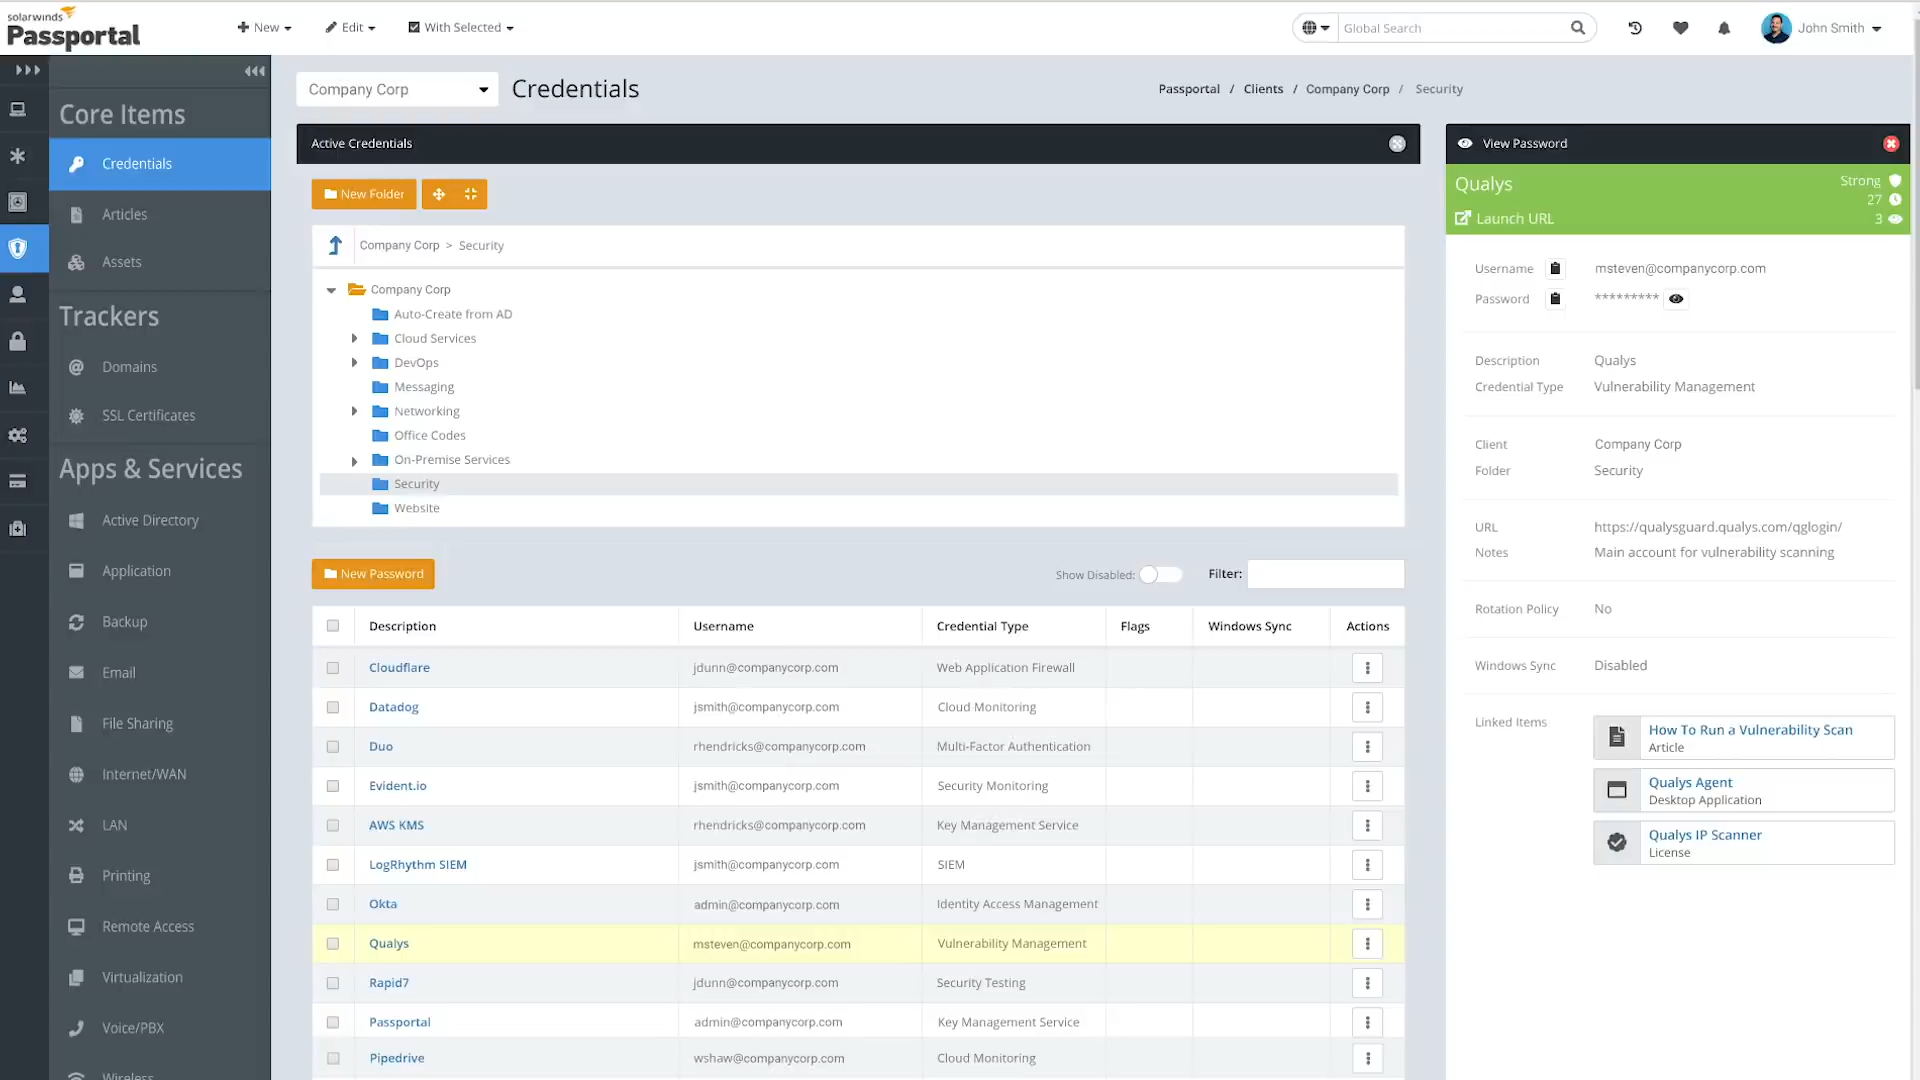 solarwinds
Passportal
New
Edit
With Selected
Global Search
John Smith
Core Items
Credentials
Articles
Assets
Trackers
Domains
SSL Certificates
Apps & Services
Active Directory
Application
Backup
Email
File Sharing
Internet/WAN
LAN
Printing
Remote Access
Virtualization
Voice/PBX
Wireless
Company Corp
Credentials
Passportal / Clients / Company Corp / Security
Active Credentials
New Folder
Company Corp > Security
Company Corp
Auto-Create from AD
Cloud Services
DevOps
Messaging
Networking
Office Codes
On-Premise Services
Security
Website
New Password
Show Disabled:
Filter:
Description Username Credential Type Flags Windows Sync Actions
Cloudflare jdunn@companycorp.com Web Application Firewall
Datadog jsmith@companycorp.com Cloud Monitoring
Duo rhendricks@companycorp.com Multi-Factor Authentication
Evident.io jsmith@companycorp.com Security Monitoring
AWS KMS rhendricks@companycorp.com Key Management Service
LogRhythm SIEM jsmith@companycorp.com SIEM
Okta admin@companycorp.com Identity Access Management
Qualys msteven@companycorp.com Vulnerability Management
Rapid7 jdunn@companycorp.com Security Testing
Passportal admin@companycorp.com Key Management Service
Pipedrive wshaw@companycorp.com Cloud Monitoring
View Password
Qualys
Strong
27
Launch URL
3
Username msteven@companycorp.com
Password *********
Description Qualys
Credential Type Vulnerability Management
Client Company Corp
Folder Security
URL https://qualysguard.qualys.com/qglogin/
Notes Main account for vulnerability scanning
Rotation Policy No
Windows Sync Disabled
Linked Items
How To Run a Vulnerability Scan
Article
Qualys Agent
Desktop Application
Qualys IP Scanner
License